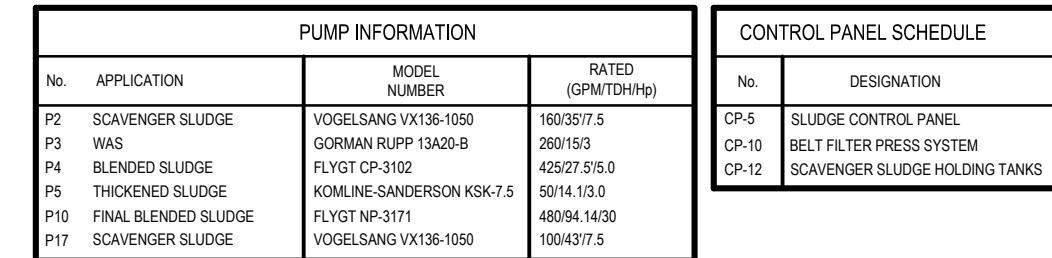 PUMP INFORMATION
No. APPLICATION MODEL NUMBER RATED (GPM/TDH/Hp)
P2 SCAVENGER SLUDGE VOGELSANG VX136-1050 160/35'/7.5
P3 WAS GORMAN RUPP 13A20-B 260/15/3
P4 BLENDED SLUDGE FLYGT CP-3102 425/27.5'/5.0
P5 THICKENED SLUDGE KOMLINE-SANDERSON KSK-7.5 50/14.1/3.0
P10 FINAL BLENDED SLUDGE FLYGT NP-3171 480/94.14/30
P17 SCAVENGER SLUDGE VOGELSANG VX136-1050 100/43'/7.5
CONTROL PANEL SCHEDULE
No. DESIGNATION
CP-5 SLUDGE CONTROL PANEL
CP-10 BELT FILTER PRESS SYSTEM
CP-12 SCAVENGER SLUDGE HOLDING TANKS